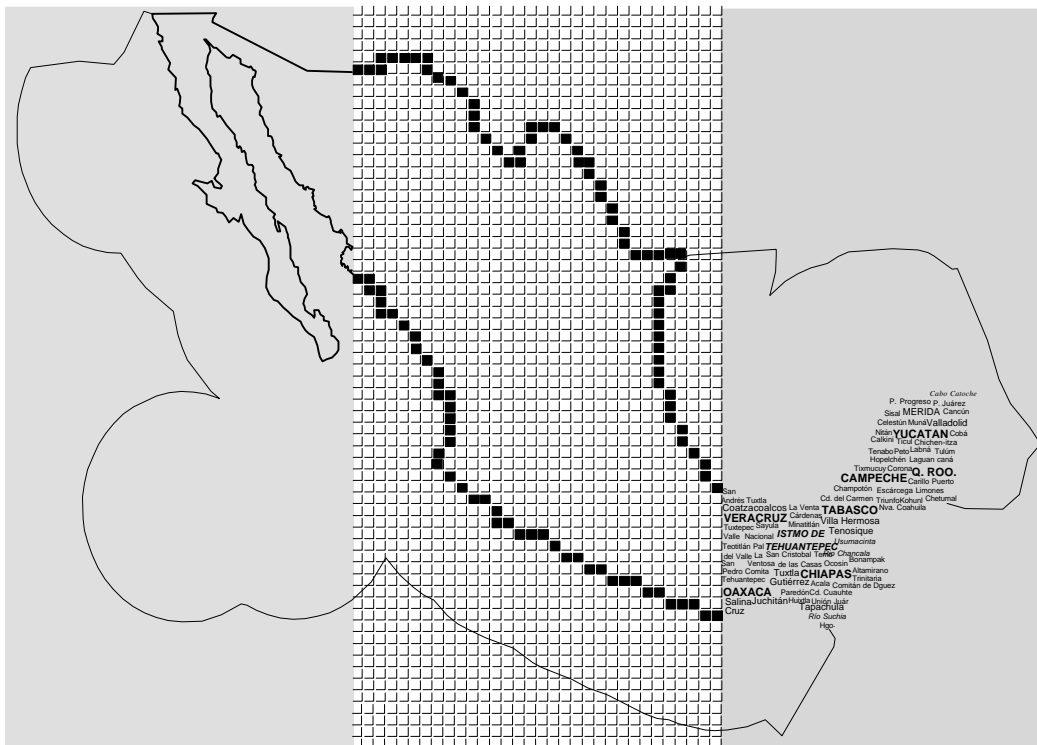 Cabo Catoche
P. Progreso P. Juárez
Sisal MERIDA Cancún
Celestún Muná Valladolid
Nitán YUCATAN Cobá
Calkini Ticul Chichen-itza
Tenabo Peto Labná Tulúm
Hopelchén Laguan caná
Tixmucuy Corona Q. ROO.
CAMPECHE Carillo Puerto
San Champotón Escárcega Limones
Andrés Tuxtla Cd. del Carmen Triunfo Kohunl Chetumal
Coatzacoalcos La Venta TABASCO Nva. Coahuila
VERACRUZ Cárdenas Villa Hermosa
Tuxtepec Sayula Minatitlán Tenosique
Valle Nacional ISTMO DE Usumacinta
Teotitlán Pal TEHUANTEPEC
del Valle La San Cristobal Rio Chancala
San Ventosa de las Casas Ocosin Bonampak
Pedro Comita Tuxtla CHIAPAS Altamirano
Tehuantepec Gutiérrez Acala Comitán de Dguez Trinitaria
OAXACA Paredón Cd. Cuauhte
Salina Juchitán Huixtla Unión Juár
Cruz Tapachula
Río Suchia
Hgo.